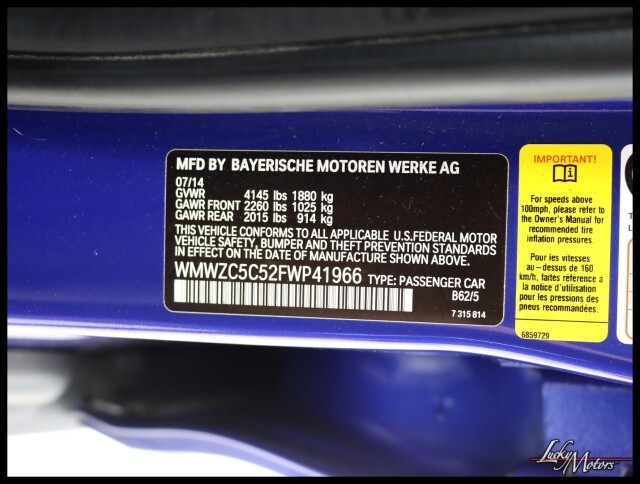 MFD BY BAYERISCHE MOTOREN WERKE AG
07/14
GVWR 4145 lbs 1880 kg
GAWR FRONT 2260 lbs 1025 kg
GAWR REAR 2015 lbs 914 kg
THIS VEHICLE CONFORMS TO ALL APPLICABLE U.S.FEDERAL MOTOR
VEHICLE SAFETY, BUMPER AND THEFT PREVENTION STANDARDS
IN EFFECT ON THE DATE OF MANUFACTURE SHOWN ABOVE.
WMWZC5C52FWP41966 TYPE: PASSENGER CAR
B62/5
7 315 814
IMPORTANT!
For speeds above
100mph, please refer to
the Owner's Manual for
recommended tire
inflation pressures.
Pour les vitesses
au-dessus de 160
km/h, faites référence à
la notice d'utilisation
pour les pressions des
pneus recommandées.
6859729
Lucky
Motors